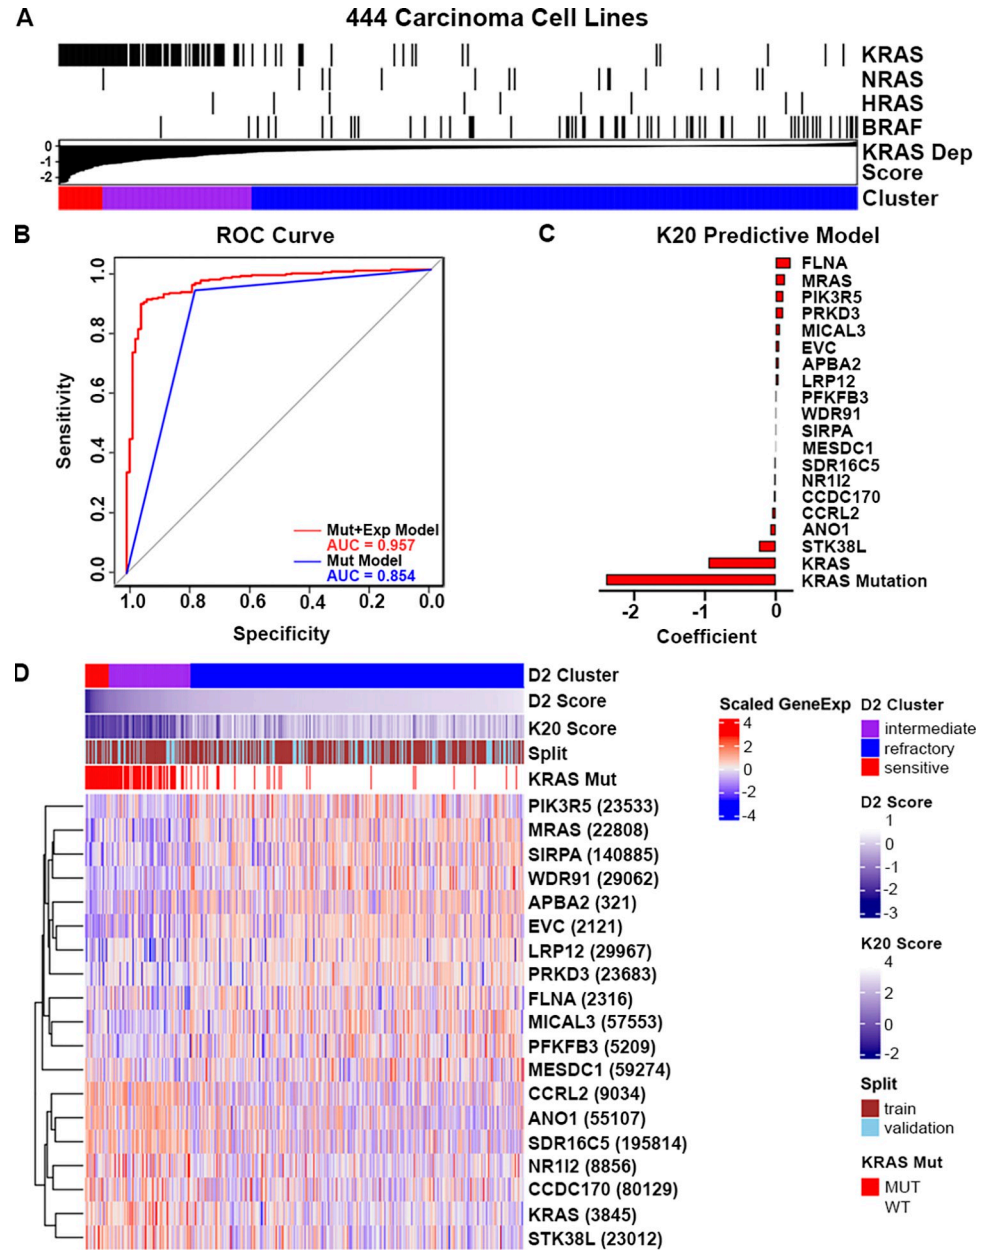 A
444 Carcinoma Cell Lines
KRAS
NRAS
HRAS
BRAF
0
-1
-2
KRAS Dep
Score
Cluster
B
ROC Curve
1.0
0.8
0.6
0.4
0.2
0.0
Sensitivity
Mut+Exp Model
AUC = 0.957
Mut Model
AUC = 0.854
1.0 0.8 0.6 0.4 0.2 0.0
Specificity
C
K20 Predictive Model
FLNA
MRAS
PIK3R5
PRKD3
MICAL3
EVC
APBA2
LRP12
PFKFB3
WDR91
SIRPA
MESDC1
SDR16C5
NR1I2
CCDC170
CCRL2
ANO1
STK38L
KRAS
KRAS Mutation
-2 -1 0
Coefficient
D
D2 Cluster
D2 Score
K20 Score
Split
KRAS Mut
PIK3R5 (23533)
MRAS (22808)
SIRPA (140885)
WDR91 (29062)
APBA2 (321)
EVC (2121)
LRP12 (29967)
PRKD3 (23683)
FLNA (2316)
MICAL3 (57553)
PFKFB3 (5209)
MESDC1 (59274)
CCRL2 (9034)
ANO1 (55107)
SDR16C5 (195814)
NR1I2 (8856)
CCDC170 (80129)
KRAS (3845)
STK38L (23012)
Scaled GeneExp
4
2
0
-2
-4
D2 Cluster
intermediate
refractory
sensitive
D2 Score
1
0
-1
-2
-3
K20 Score
4
2
0
-2
Split
train
validation
KRAS Mut
MUT
WT